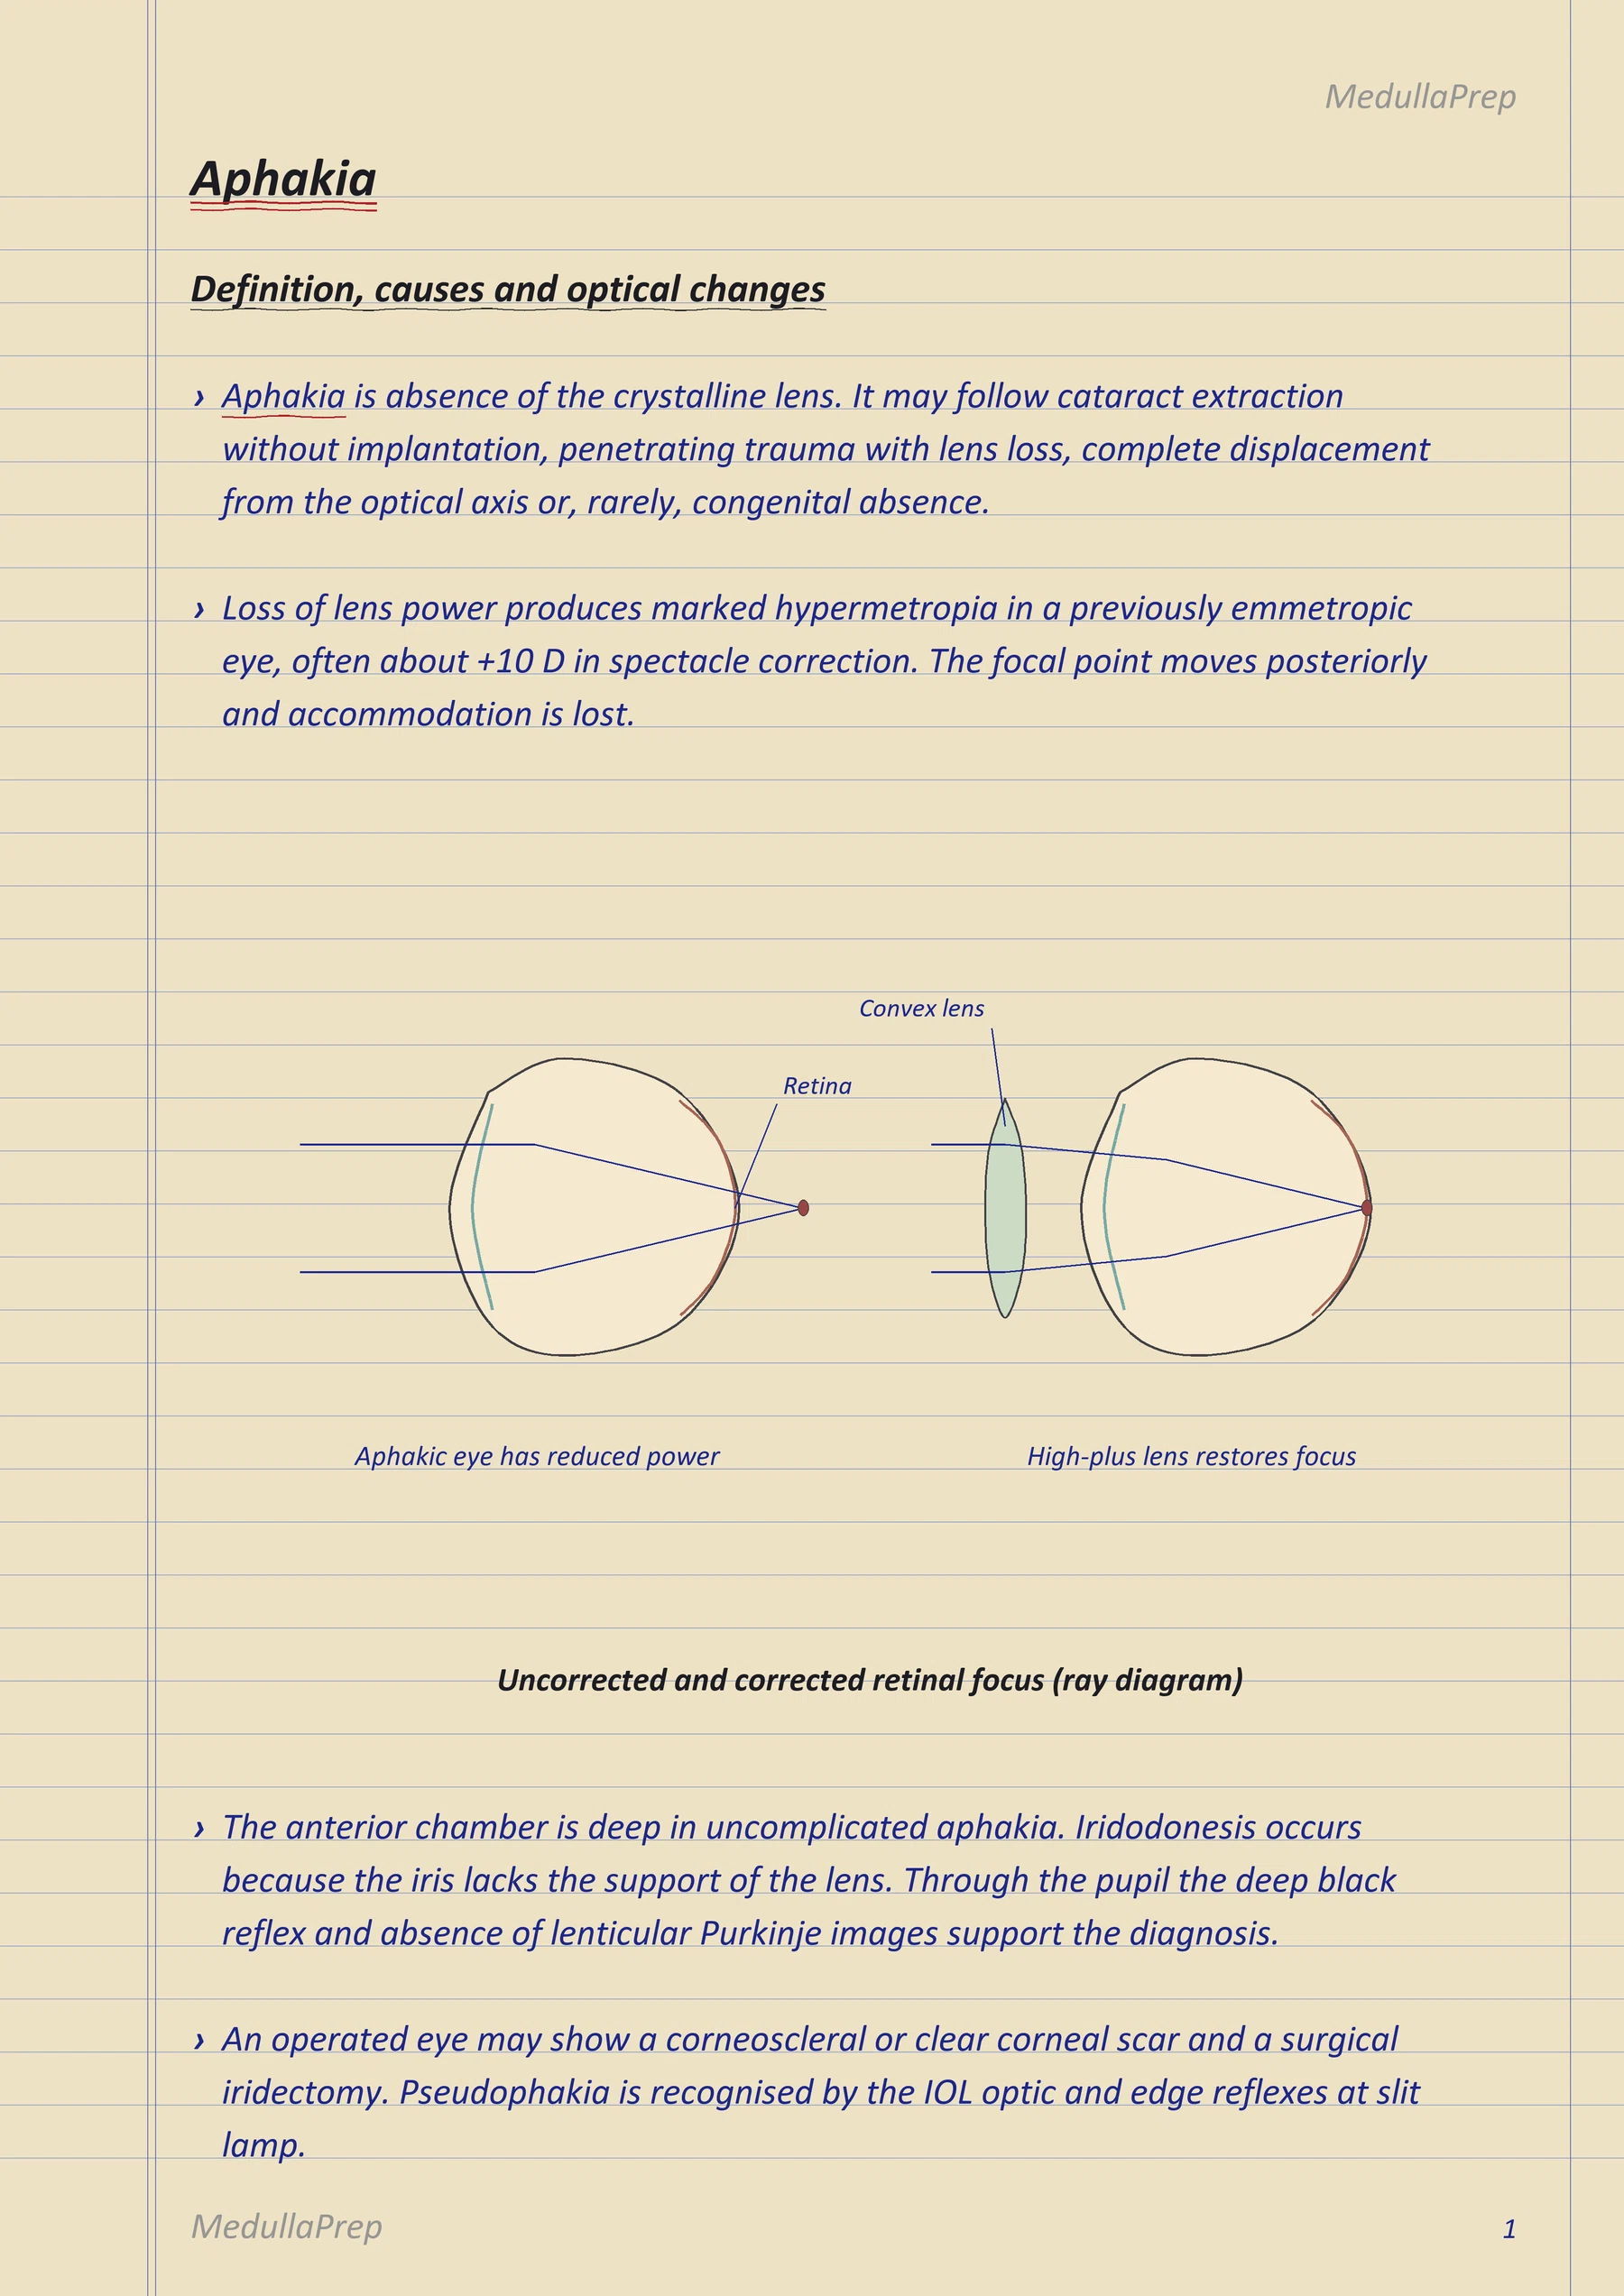 MedullaPrep
Aphakia
Definition, causes and optical changes
› Aphakia is absence of the crystalline lens. It may follow cataract extraction
without implantation, penetrating trauma with lens loss, complete displacement
from the optical axis or, rarely, congenital absence.
› Loss of lens power produces marked hypermetropia in a previously emmetropic
eye, often about +10 D in spectacle correction. The focal point moves posteriorly
and accommodation is lost.
Convex lens
Retina
Aphakic eye has reduced power
High-plus lens restores focus
Uncorrected and corrected retinal focus (ray diagram)
› The anterior chamber is deep in uncomplicated aphakia. Iridodonesis occurs
because the iris lacks the support of the lens. Through the pupil the deep black
reflex and absence of lenticular Purkinje images support the diagnosis.
› An operated eye may show a corneoscleral or clear corneal scar and a surgical
iridectomy. Pseudophakia is recognised by the IOL optic and edge reflexes at slit
lamp.
MedullaPrep
1